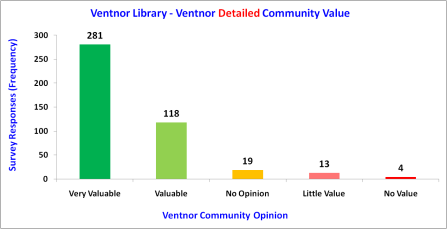 Ventnor Library - Ventnor Detailed Community Value
Survey Responses (Frequency)
300
250
200
150
100
50
0
281
118
19
13
4
Very Valuable
Valuable
No Opinion
Little Value
No Value
Ventnor Community Opinion